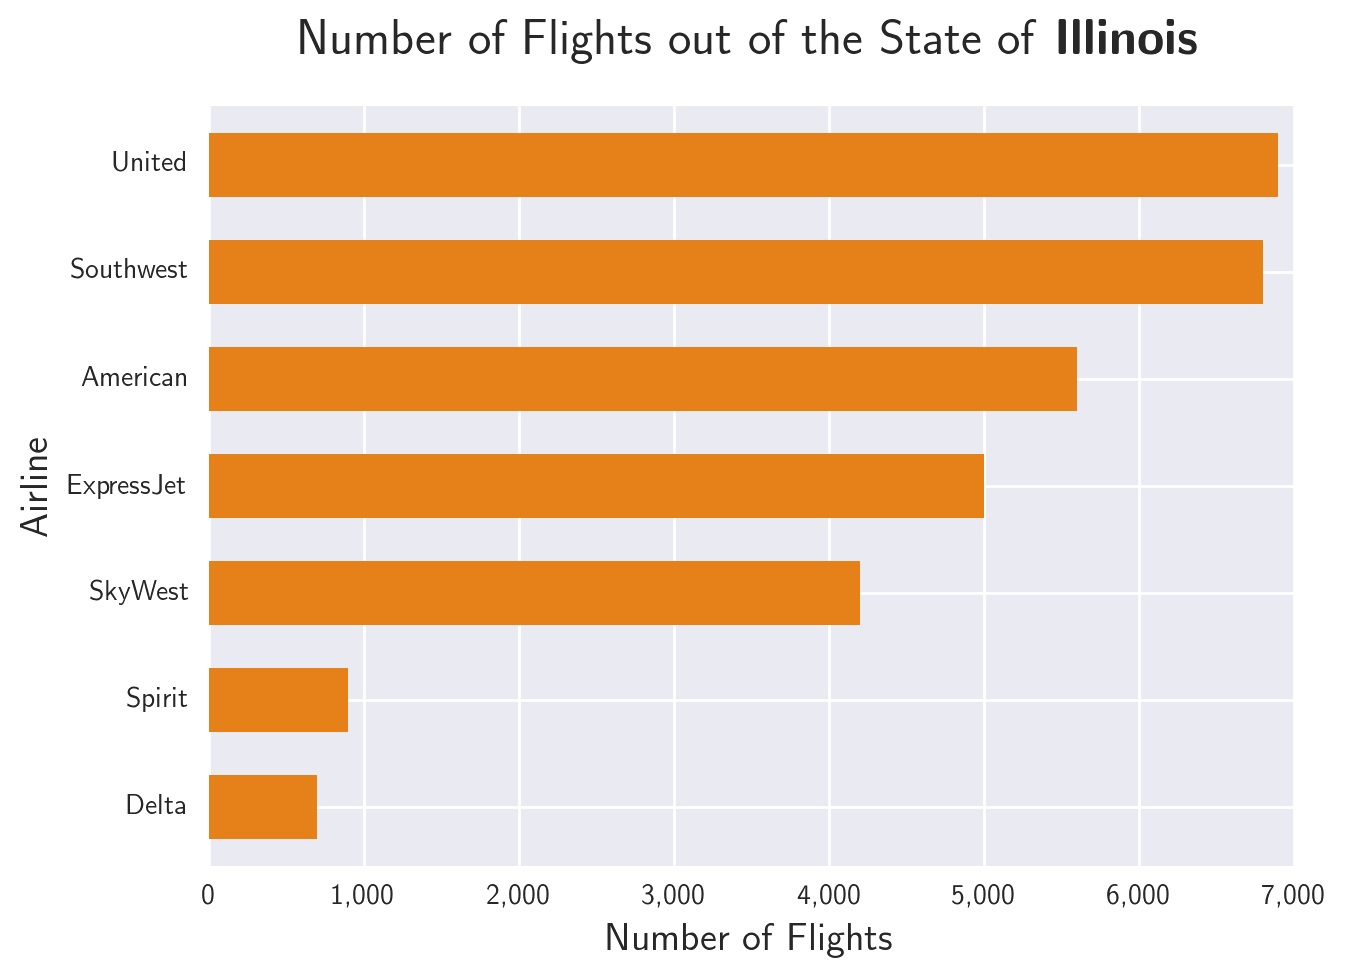 Number of Flights out of the State of Illinois
United
Southwest
American
ExpressJet
SkyWest
Spirit
Delta
Airline
0 1,000 2,000 3,000 4,000 5,000 6,000 7,000
Number of Flights